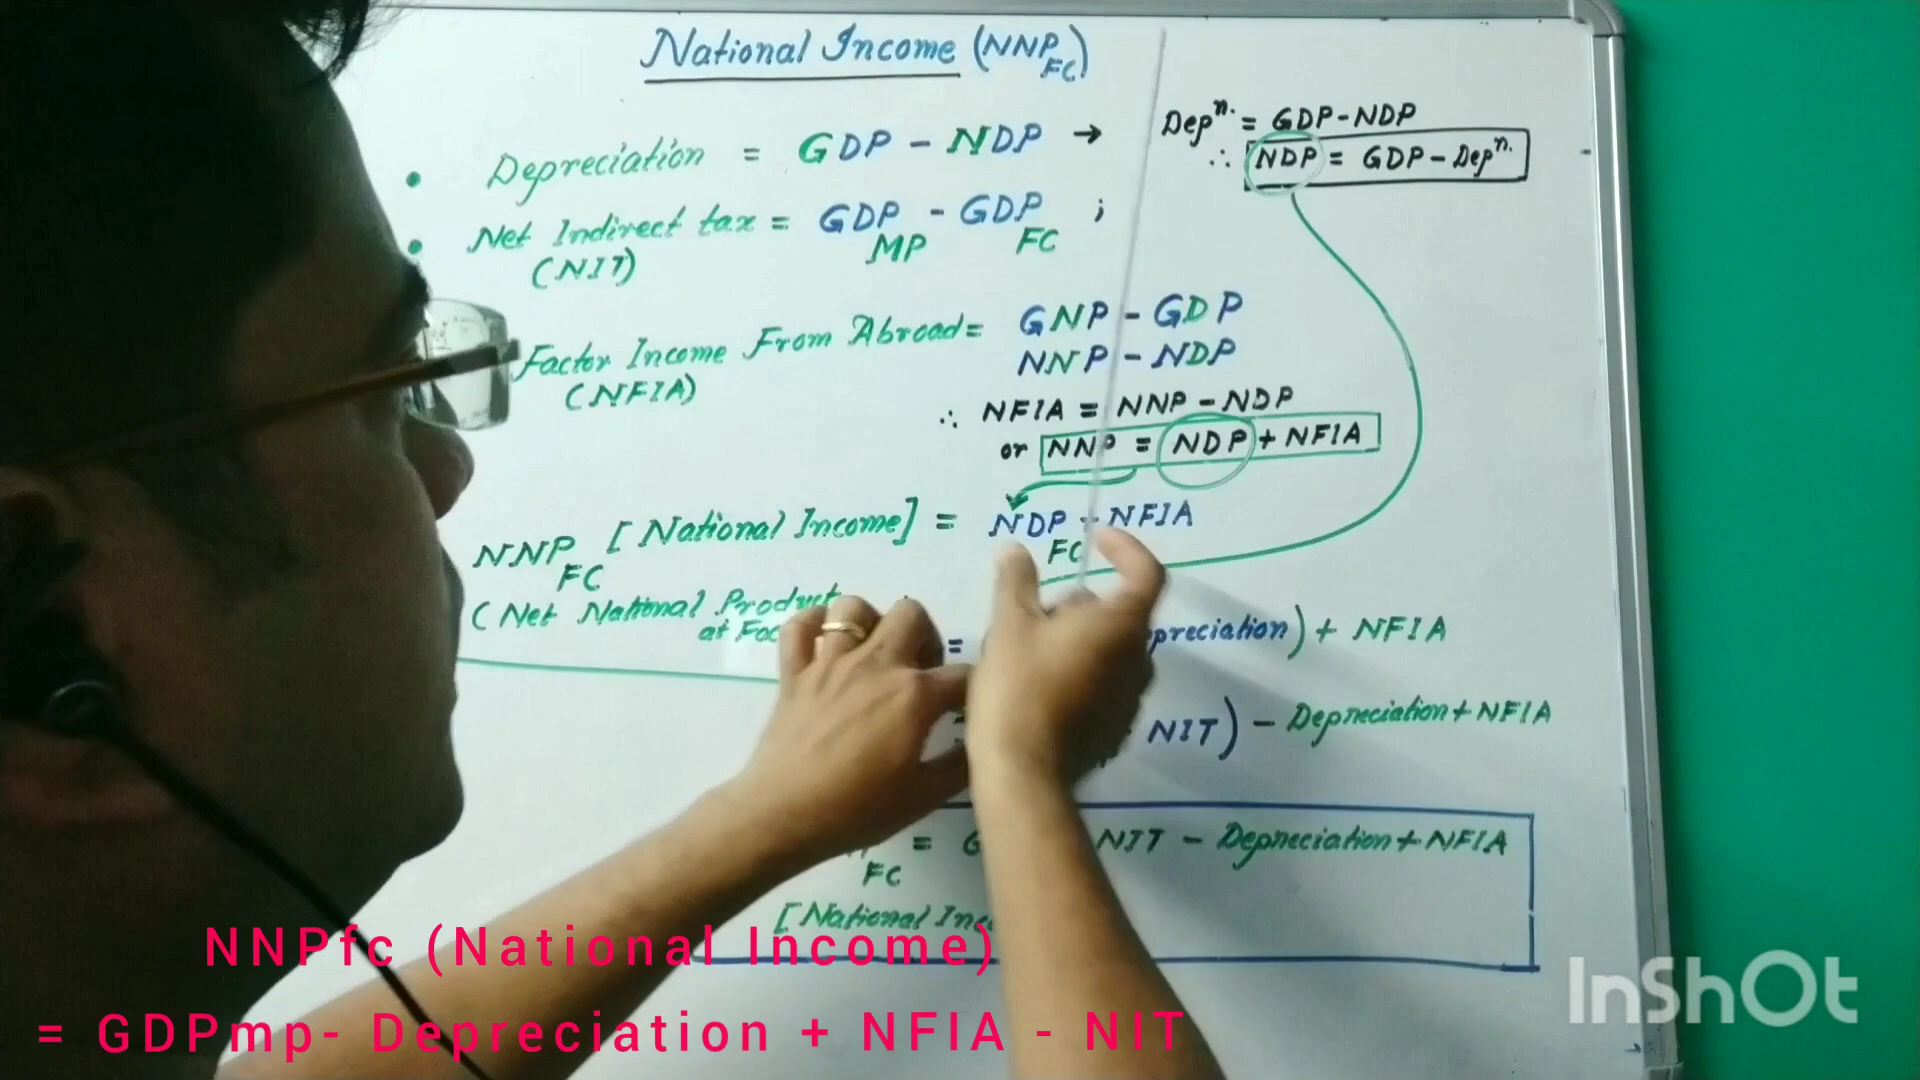 National Income (NNP
FC)
• Depreciation = GDP - NDP →
Depⁿ· = GDP-NDP
∴ NDP = GDP - Depⁿ·
• Net Indirect tax = GDP - GDP ;
(NIT) MP FC
Factor Income From Abroad = GNP - GDP
(NFIA) NNP - NDP
∴ NFIA = NNP - NDP
or NNP = NDP + NFIA
NNP [National Income] = NDP + NFIA
FC FC
(Net National Product
at
= preciation) + NFIA
= NIT) - Depreciation + NFIA
= G NIT - Depreciation + NFIA
FC
[National Inc
NNPfc (National Income)
= GDPmp- Depreciation + NFIA - NIT
InShOt